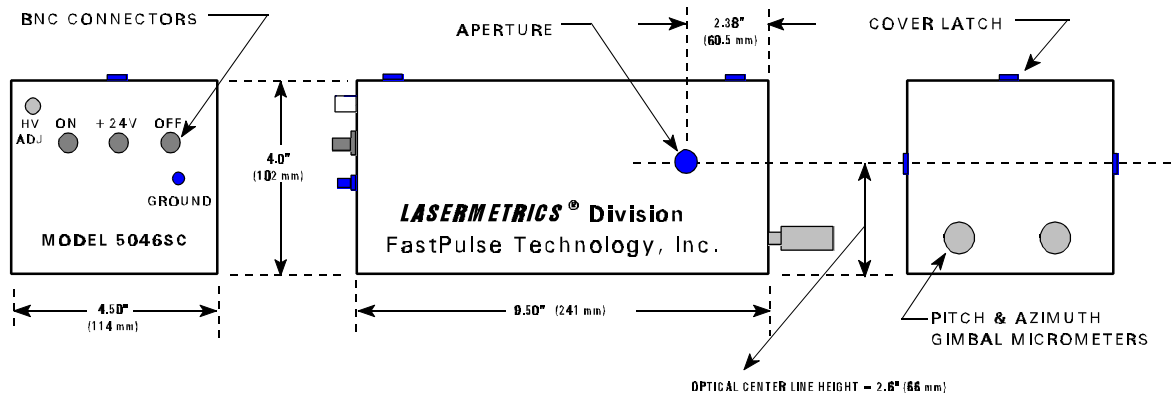 BNC CONNECTORS
APERTURE
2.38"
(60.5 mm)
COVER LATCH
HV
ADJ
ON
+24V
OFF
GROUND
MODEL 5046SC
4.0"
(102 mm)
LASERMETRICS® Division
FastPulse Technology, Inc.
4.50"
(114 mm)
9.50" (241 mm)
PITCH & AZIMUTH
GIMBAL MICROMETERS
OPTICAL CENTER LINE HEIGHT = 2.6" (66 mm)